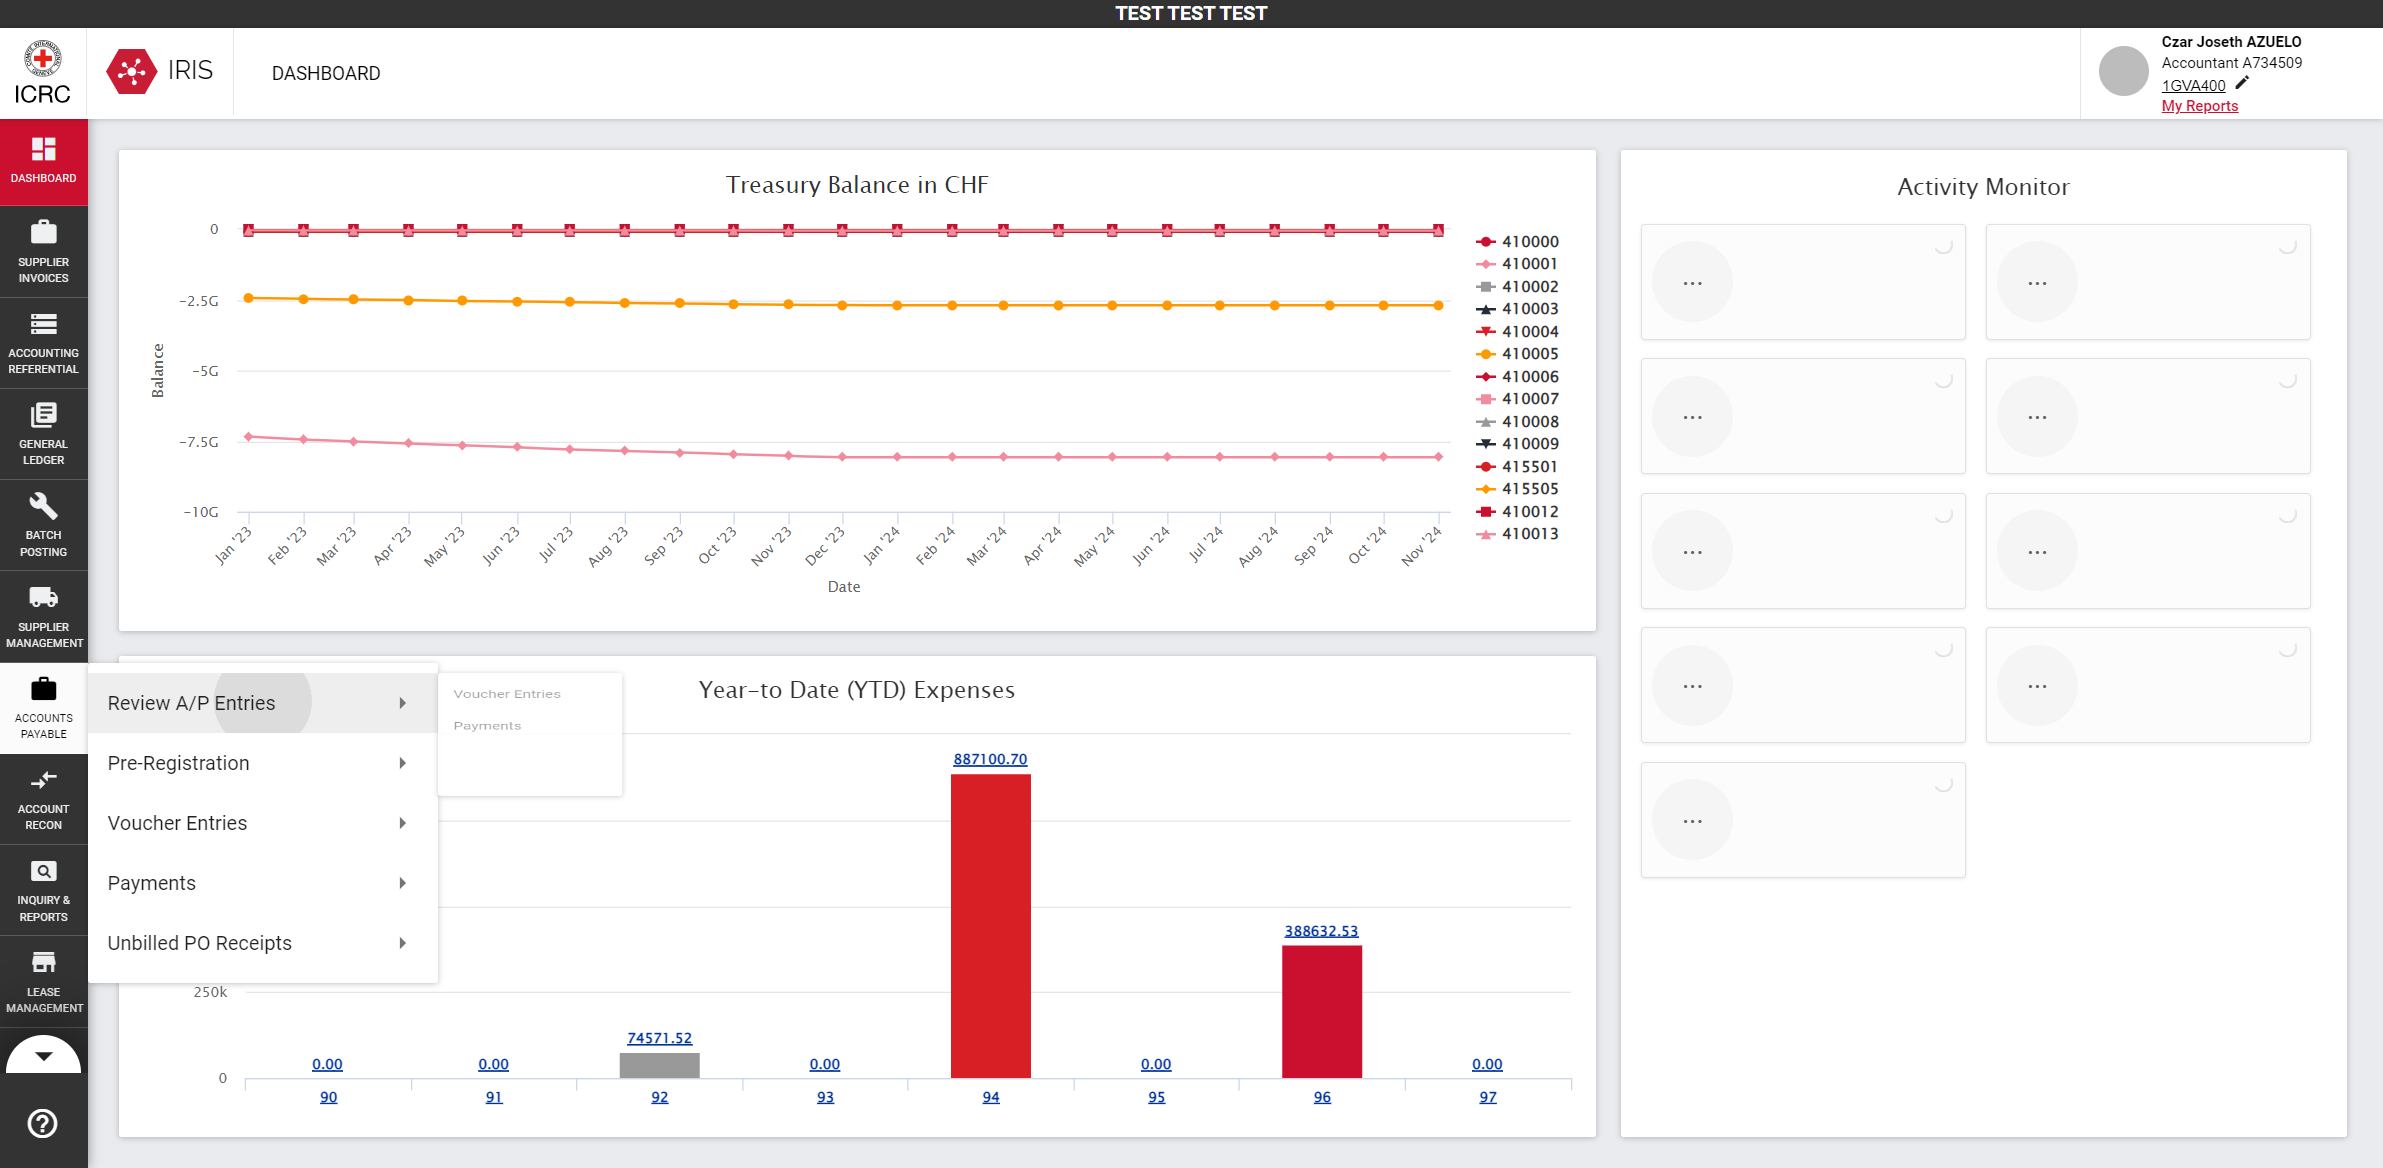 TEST TEST TEST
ICRC
IRIS
DASHBOARD
Czar Joseth AZUELO
Accountant A734509
1GVA400
My Reports
DASHBOARD
SUPPLIER
INVOICES
ACCOUNTING
REFERENTIAL
GENERAL
LEDGER
BATCH
POSTING
SUPPLIER
MANAGEMENT
ACCOUNTS
PAYABLE
ACCOUNT
RECON
INQUIRY &
REPORTS
LEASE
MANAGEMENT
Treasury Balance in CHF
0
-2.5G
-5G
-7.5G
-10G
Balance
Jan '23
Feb '23
Mar '23
Apr '23
May '23
Jun '23
Jul '23
Aug '23
Sep '23
Oct '23
Nov '23
Dec '23
Jan '24
Feb '24
Mar '24
Apr '24
May '24
Jun '24
Jul '24
Aug '24
Sep '24
Oct '24
Nov '24
Date
410000
410001
410002
410003
410004
410005
410006
410007
410008
410009
415501
415505
410012
410013
Review A/P Entries
Pre-Registration
Voucher Entries
Payments
Unbilled PO Receipts
Voucher Entries
Payments
Year-to Date (YTD) Expenses
250k
0
0.00
0.00
74571.52
0.00
887100.70
0.00
388632.53
0.00
90
91
92
93
94
95
96
97
Activity Monitor
...
...
...
...
...
...
...
...
...